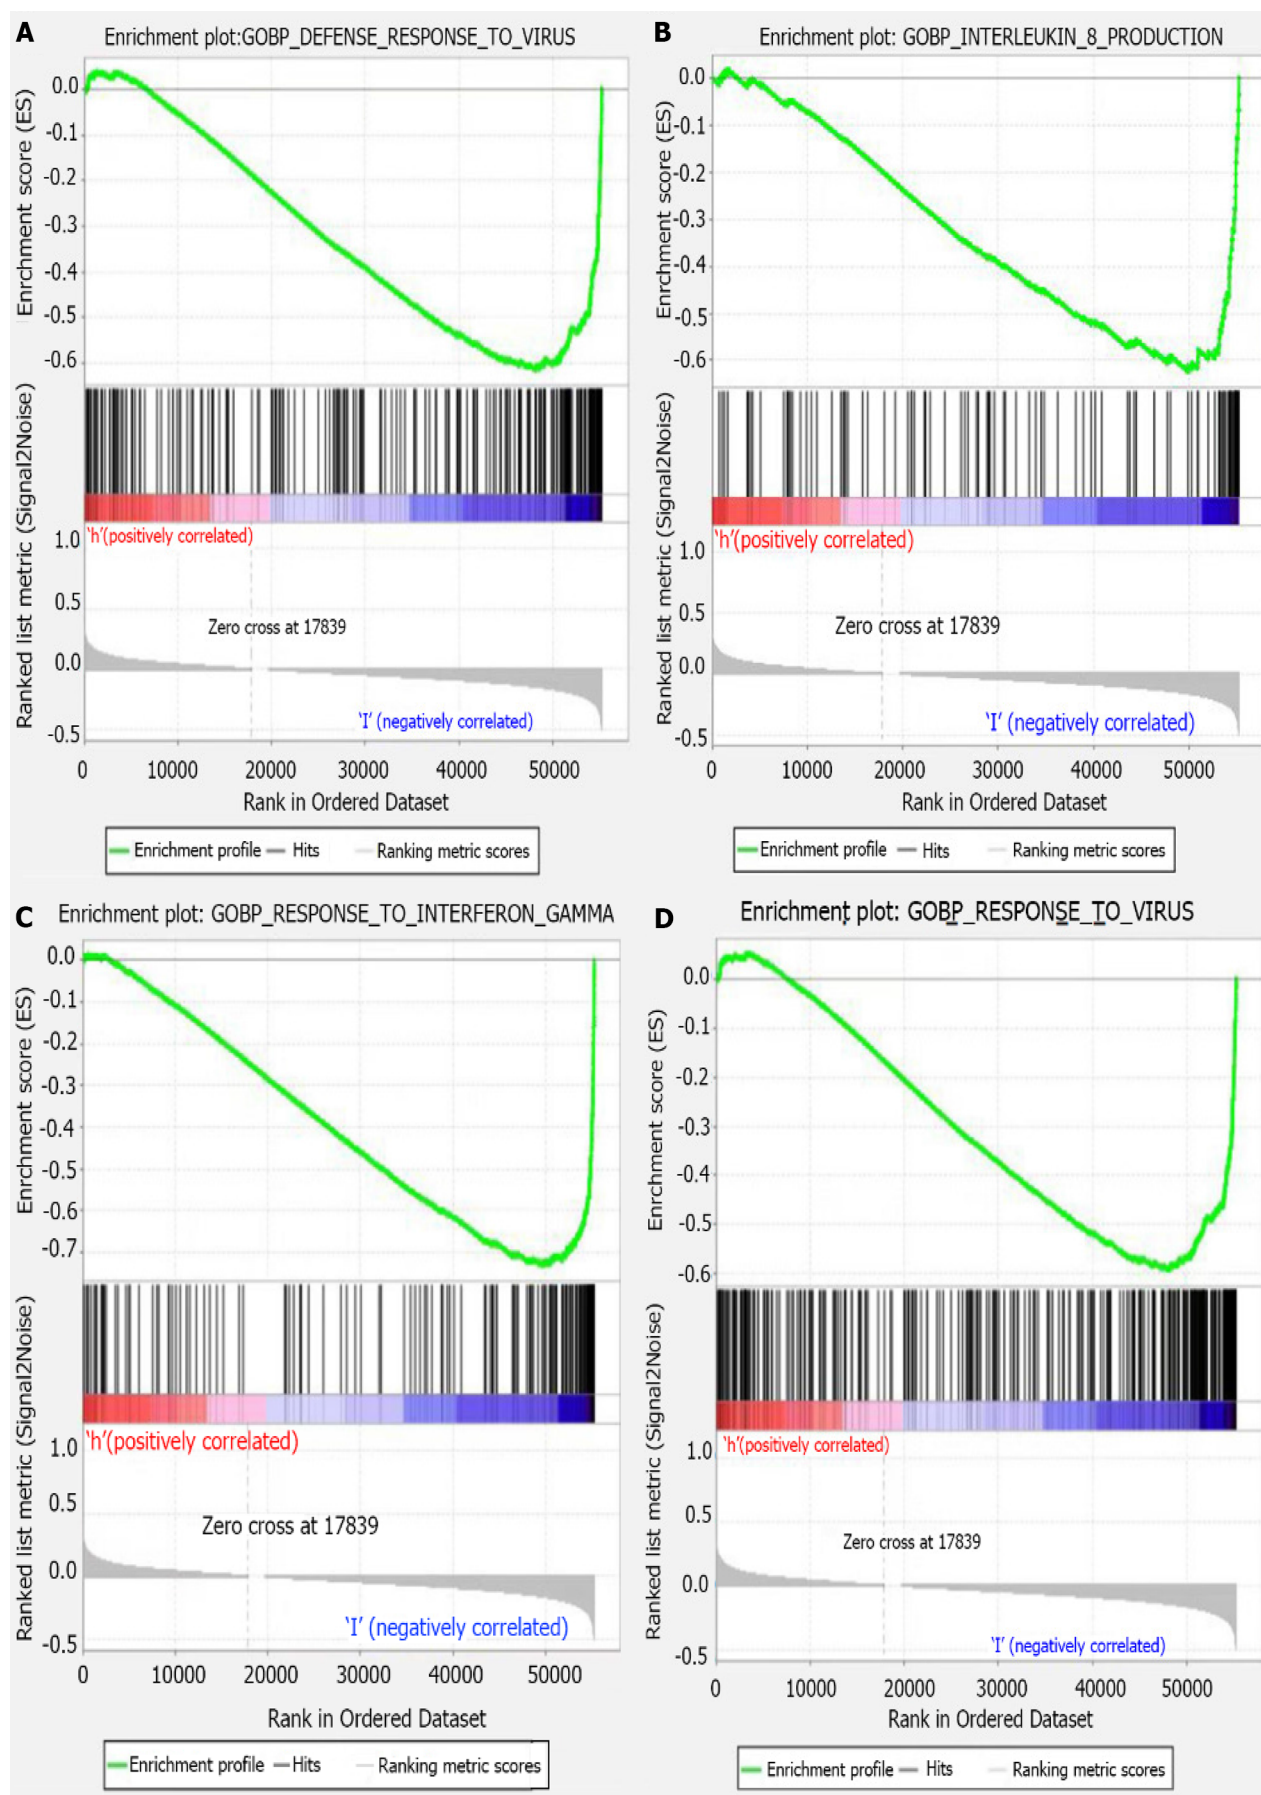 A
Enrichment plot:GOBP_DEFENSE_RESPONSE_TO_VIRUS
Enrchment score (ES)
0.0
-0.1
-0.2
-0.3
-0.4
-0.5
-0.6
Ranked list metric (Signal2Noise)
'h'(positively correlated)
1.0
0.5
0.0
-0.5
Zero cross at 17839
'I' (negatively correlated)
0 10000 20000 30000 40000 50000
Rank in Ordered Dataset
Enrichment profile Hits Ranking metric scores
B
Enrichment plot: GOBP_INTERLEUKIN_8_PRODUCTION
Enrchment score (ES)
0.0
-0.1
-0.2
-0.3
-0.4
-0.5
-0.6
Ranked list metric (Signal2Noise)
'h'(positively correlated)
1.0
0.5
0.0
-0.5
Zero cross at 17839
'I' (negatively correlated)
0 10000 20000 30000 40000 50000
Rank in Ordered Dataset
Enrichment profile Hits Ranking metric scores
C
Enrichment plot: GOBP_RESPONSE_TO_INTERFERON_GAMMA
Enrchment score (ES)
0.0
-0.1
-0.2
-0.3
-0.4
-0.5
-0.6
-0.7
Ranked list metric (Signal2Noise)
'h'(positively correlated)
1.0
0.5
0.0
-0.5
Zero cross at 17839
'I' (negatively correlated)
0 10000 20000 30000 40000 50000
Rank in Ordered Dataset
Enrichment profile Hits Ranking metric scores
D
Enrichment plot: GOBP_RESPONSE_TO_VIRUS
Enrchment score (ES)
0.0
-0.1
-0.2
-0.3
-0.4
-0.5
-0.6
Ranked list metric (Signal2Noise)
'h'(positively correlated)
1.0
0.5
0.0
-0.5
Zero cross at 17839
'I' (negatively correlated)
0 10000 20000 30000 40000 50000
Rank in Ordered Dataset
Enrichment profile Hits Ranking metric scores